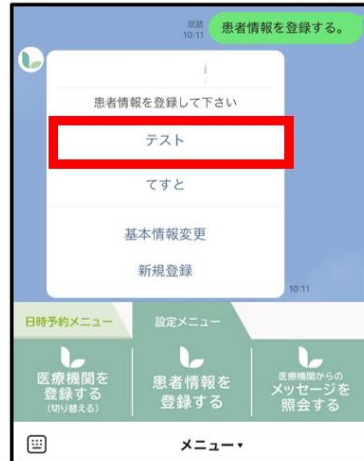 既読
10:11
患者情報を登録する。
患者情報を登録して下さい
テスト
てすと
基本情報変更
新規登録
10:11
日時予約メニュー
設定メニュー
医療機関を
登録する
(切り替える)
患者情報を
登録する
医療機関からの
メッセージを
照会する
メニュー▾